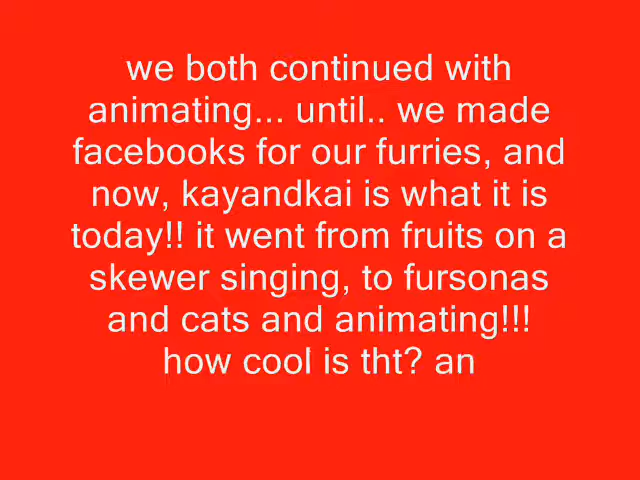 we both continued with
animating... until.. we made
facebooks for our furries, and
now, kayandkai is what it is
today!! it went from fruits on a
skewer singing, to fursonas
and cats and animating!!!
how cool is tht? an